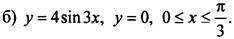 б) y = 4 sin 3x, y = 0, 0 ≤ x ≤ π/3.